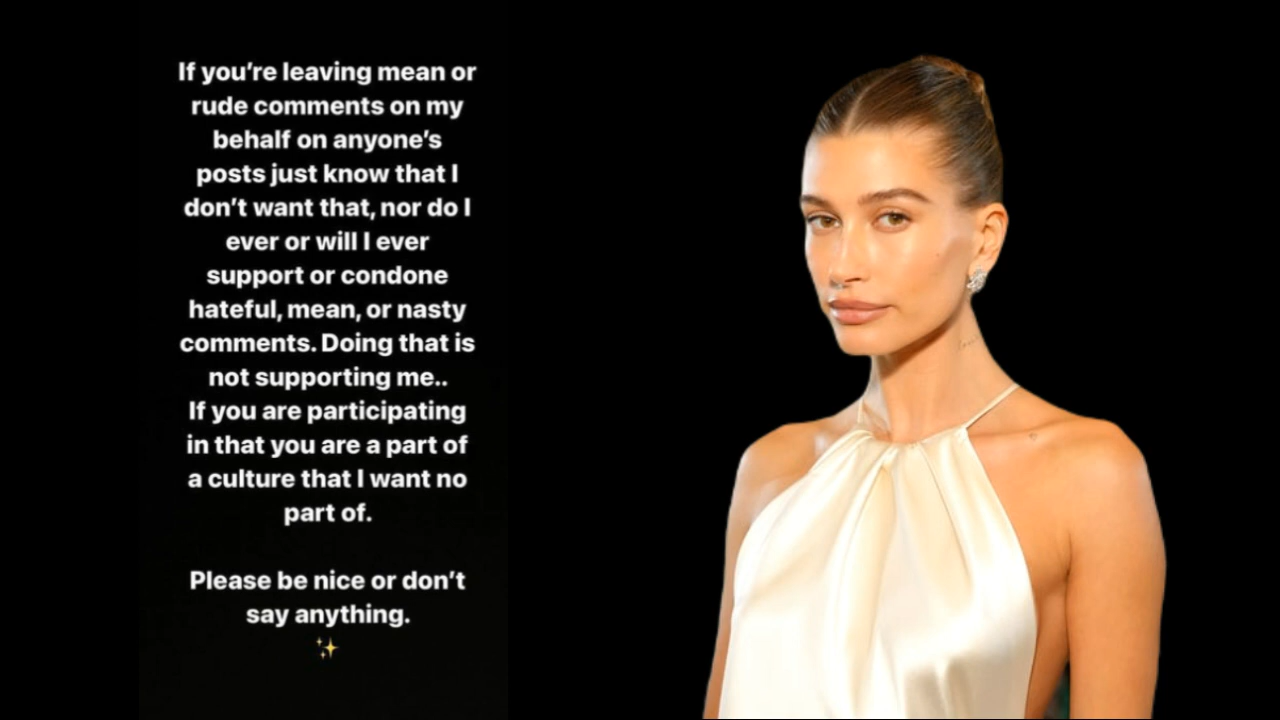 If you’re leaving mean or
rude comments on my
behalf on anyone’s
posts just know that I
don’t want that, nor do I
ever or will I ever
support or condone
hateful, mean, or nasty
comments. Doing that is
not supporting me..
If you are participating
in that you are a part of
a culture that I want no
part of.
Please be nice or don’t
say anything.
✨